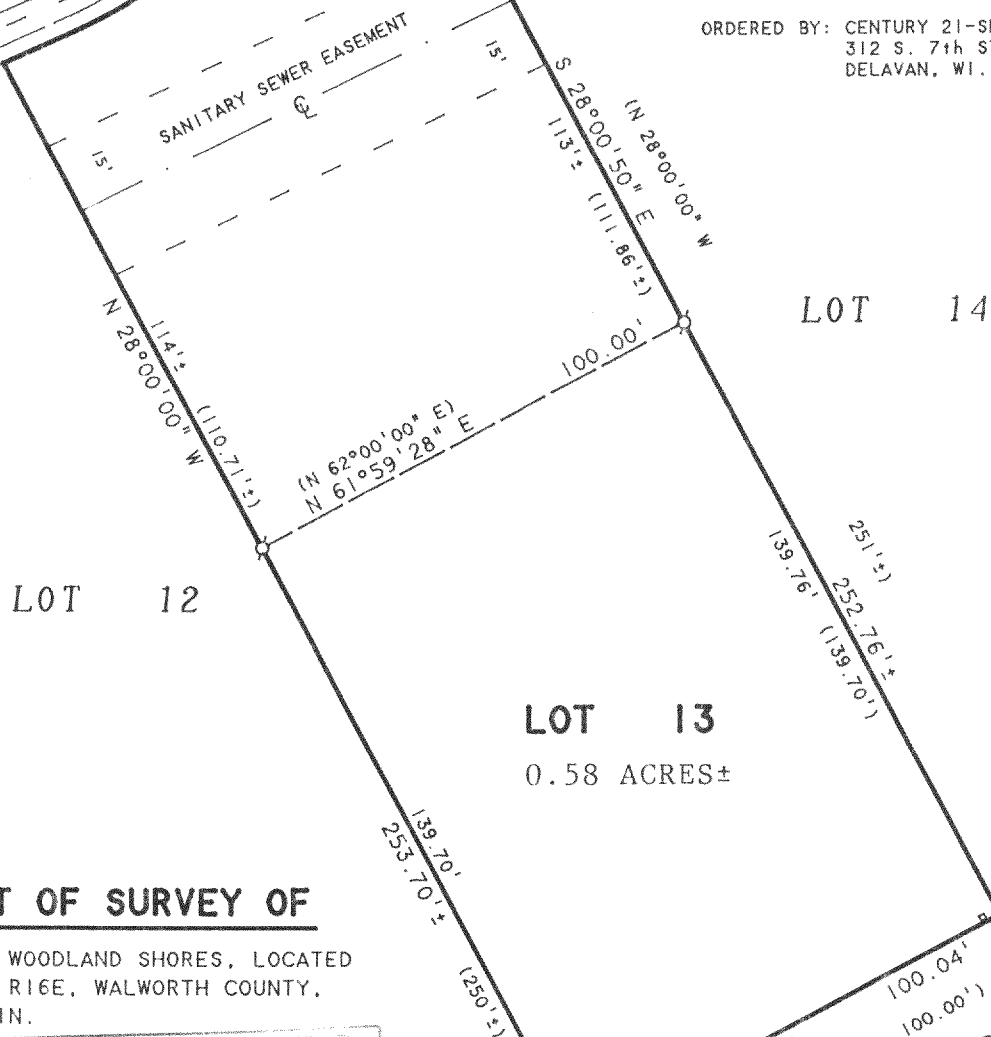 ORDERED BY: CENTURY 21-
312 S. 7th
DELAVAN, WI.
SANITARY SEWER EASEMENT
℄
15'
15'
S 28°00'50" E
(N 28°00'00" W
113'± (111.86'±)
LOT 14
N 28°00'00" W
114'± (110.71'±)
100.00'
(N 62°00'00" E)
N 61°59'28" E
LOT 12
251'±)
252.76'±
139.76' (139.70')
LOT 13
0.58 ACRES±
139.70'
253.70'±
(250'±)
T OF SURVEY OF
WOODLAND SHORES, LOCATED
R16E, WALWORTH COUNTY,
IN.
100.04'
100.00')